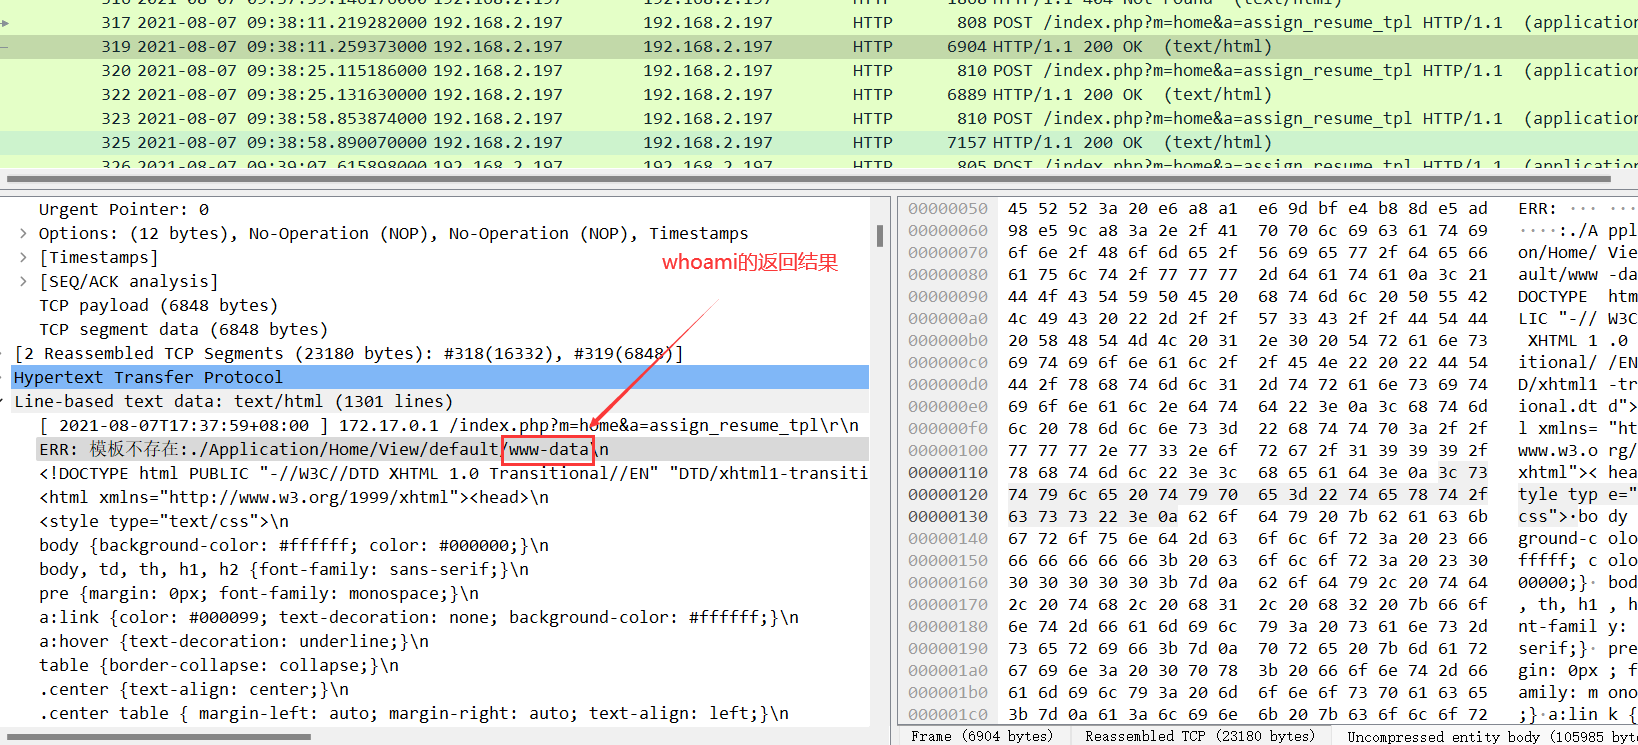 317 2021-08-07 09:38:11.219282000 192.168.2.197 192.168.2.197 HTTP 808 POST /index.php?m=home&a=assign_resume_tpl HTTP/1.1 (application
319 2021-08-07 09:38:11.259373000 192.168.2.197 192.168.2.197 HTTP 6904 HTTP/1.1 200 OK (text/html)
320 2021-08-07 09:38:25.115186000 192.168.2.197 192.168.2.197 HTTP 810 POST /index.php?m=home&a=assign_resume_tpl HTTP/1.1 (application
322 2021-08-07 09:38:25.131630000 192.168.2.197 192.168.2.197 HTTP 6889 HTTP/1.1 200 OK (text/html)
323 2021-08-07 09:38:58.853874000 192.168.2.197 192.168.2.197 HTTP 810 POST /index.php?m=home&a=assign_resume_tpl HTTP/1.1 (application
325 2021-08-07 09:38:58.890070000 192.168.2.197 192.168.2.197 HTTP 7157 HTTP/1.1 200 OK (text/html)
326 2021-08-07 09:39:07.615898000 192.168.2.197 192.168.2.197 HTTP 805 POST /index.php?m=home&a=assign_resume_tpl HTTP/1.1 (application
Urgent Pointer: 0
Options: (12 bytes), No-Operation (NOP), No-Operation (NOP), Timestamps
[Timestamps]
whoami的返回结果
[SEQ/ACK analysis]
TCP payload (6848 bytes)
TCP segment data (6848 bytes)
[2 Reassembled TCP Segments (23180 bytes): #318(16332), #319(6848)]
Hypertext Transfer Protocol
Line-based text data: text/html (1301 lines)
[ 2021-08-07T17:37:59+08:00 ] 172.17.0.1 /index.php?m=home&a=assign_resume_tpl\r\n
ERR: 模板不存在:./Application/Home/View/default/www-data\n
<!DOCTYPE html PUBLIC "-//W3C//DTD XHTML 1.0 Transitional//EN" "DTD/xhtml1-transiti
<html xmlns="http://www.w3.org/1999/xhtml"><head>\n
<style type="text/css">\n
body {background-color: #ffffff; color: #000000;}\n
body, td, th, h1, h2 {font-family: sans-serif;}\n
pre {margin: 0px; font-family: monospace;}\n
a:link {color: #000099; text-decoration: none; background-color: #ffffff;}\n
a:hover {text-decoration: underline;}\n
table {border-collapse: collapse;}\n
.center {text-align: center;}\n
.center table { margin-left: auto; margin-right: auto; text-align: left;}\n
00000050 45 52 52 3a 20 e6 a8 a1 e6 9d bf e4 b8 8d e5 ad ERR: ··· ···
00000060 98 e5 9c a8 3a 2e 2f 41 70 70 6c 69 63 61 74 69 ····:./A ppl
00000070 6f 6e 2f 48 6f 6d 65 2f 56 69 65 77 2f 64 65 66 on/Home/ Vie
00000080 61 75 6c 74 2f 77 77 77 2d 64 61 74 61 0a 3c 21 ault/www -da
00000090 44 4f 43 54 59 50 45 20 68 74 6d 6c 20 50 55 42 DOCTYPE htm
000000a0 4c 49 43 20 22 2d 2f 2f 57 33 43 2f 2f 44 54 44 LIC "-// W3C
000000b0 20 58 48 54 4d 4c 20 31 2e 30 20 54 72 61 6e 73 XHTML 1 .0
000000c0 69 74 69 6f 6e 61 6c 2f 2f 45 4e 22 20 22 44 54 itional/ /EN
000000d0 44 2f 78 68 74 6d 6c 31 2d 74 72 61 6e 73 69 74 D/xhtml1 -tr
000000e0 69 6f 6e 61 6c 2e 64 74 64 22 3e 0a 3c 68 74 6d ional.dt d">
000000f0 6c 20 78 6d 6c 6e 73 3d 22 68 74 74 70 3a 2f 2f l xmlns= "ht
00000100 77 77 77 2e 77 33 2e 6f 72 67 2f 31 39 39 39 2f www.w3.o rg/
00000110 78 68 74 6d 6c 22 3e 3c 68 65 61 64 3e 0a 3c 73 xhtml">< hea
00000120 74 79 6c 65 20 74 79 70 65 3d 22 74 65 78 74 2f tyle typ e="
00000130 63 73 73 22 3e 0a 62 6f 64 79 20 7b 62 61 63 6b css">·bo dy
00000140 67 72 6f 75 6e 64 2d 63 6f 6c 6f 72 3a 20 23 66 ground-c olo
00000150 66 66 66 66 66 3b 20 63 6f 6c 6f 72 3a 20 23 30 fffff; c olo
00000160 30 30 30 30 30 3b 7d 0a 62 6f 64 79 2c 20 74 64 00000;}· bod
00000170 2c 20 74 68 2c 20 68 31 2c 20 68 32 20 7b 66 6f , th, h1 , h
00000180 6e 74 2d 66 61 6d 69 6c 79 3a 20 73 61 6e 73 2d nt-famil y:
00000190 73 65 72 69 66 3b 7d 0a 70 72 65 20 7b 6d 61 72 serif;}· pre
000001a0 67 69 6e 3a 20 30 70 78 3b 20 66 6f 6e 74 2d 66 gin: 0px ; f
000001b0 61 6d 69 6c 79 3a 20 6d 6f 6e 6f 73 70 61 63 65 amily: m ono
000001c0 3b 7d 0a 61 3a 6c 69 6e 6b 20 7b 63 6f 6c 6f 72 ;}·a:lin k {
Frame (6904 bytes) Reassembled TCP (23180 bytes) Uncompressed entity body (105985 byt